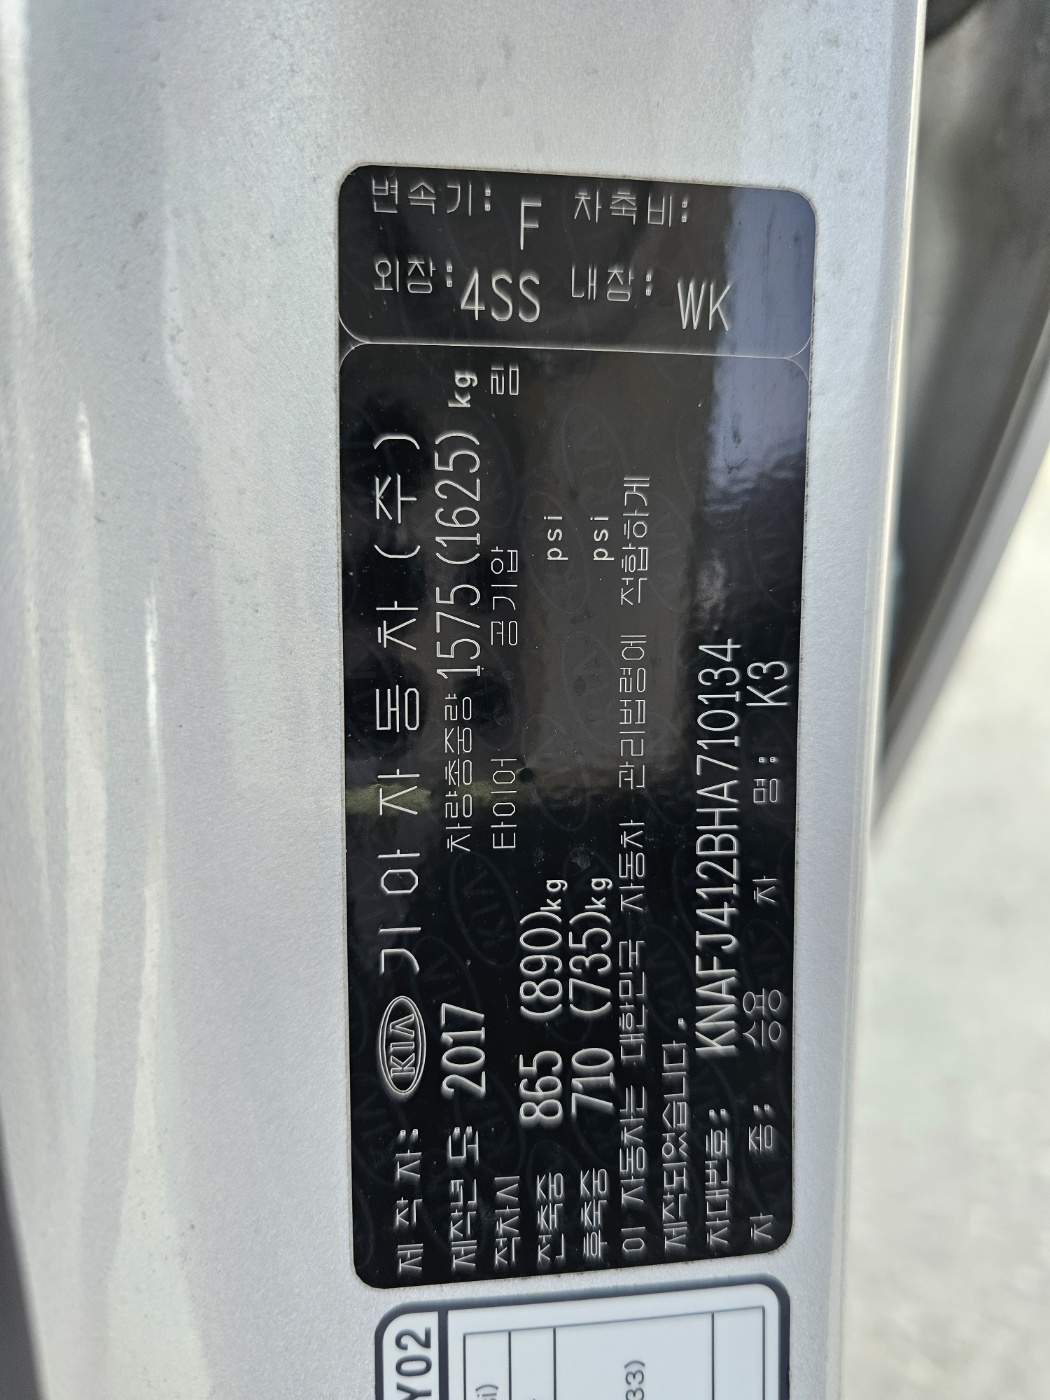 변속기: F 차축비:
외장: 4SS 내장: WK
제 작 자: KIA 기 아 자 동 차 ( 주 )
제작년 도: 2017 차량총중량 1575 (1625) kg
적차시 타이어 공기압 림
전축중 865 (890)kg psi
후축중 710 (735)kg psi
이 자동차는 대한민국 자동차 관리법령에 적합하게
제작되었습니다.
차대번호: KNAFJ412BHA710134
차 종: 승용 차 명: K3
Y02
33)